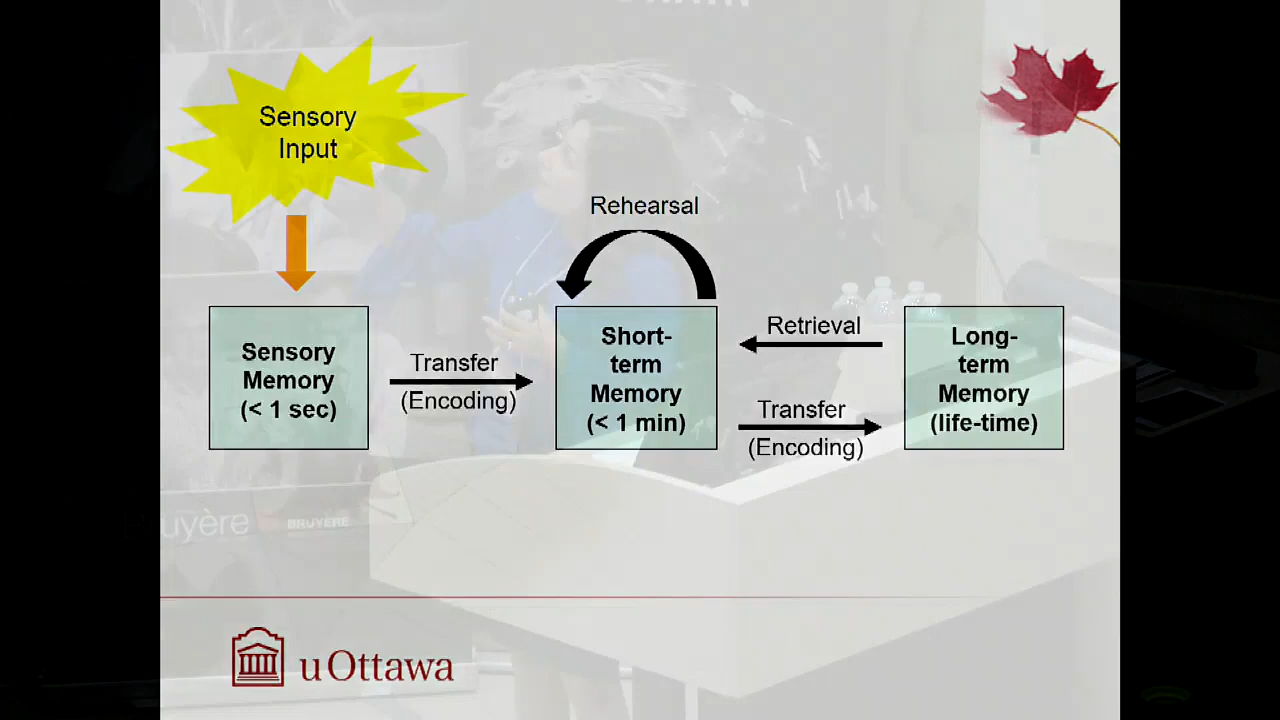 Sensory
Input
Rehearsal
Sensory
Memory
(< 1 sec)
Transfer
(Encoding)
Short-
term
Memory
(< 1 min)
Retrieval
Transfer
(Encoding)
Long-
term
Memory
(life-time)
BRUYÈRE
uOttawa